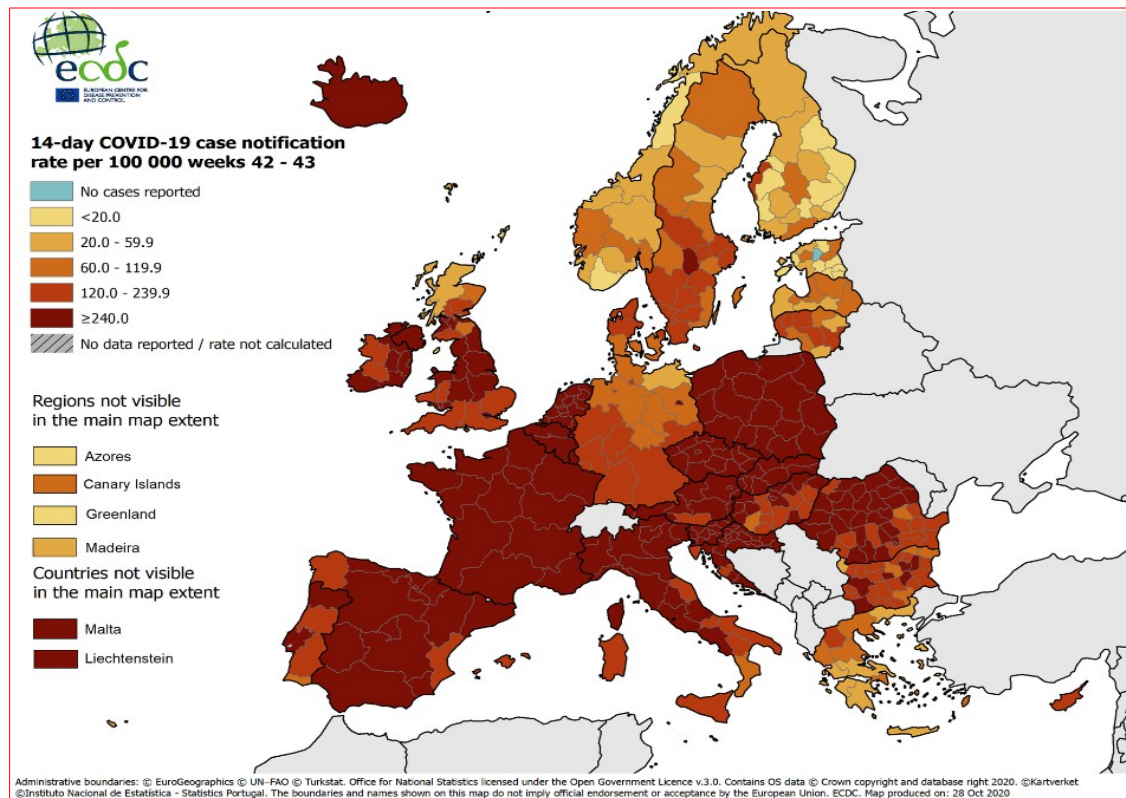 ecdc
EUROPEAN CENTRE FOR
DISEASE PREVENTION
AND CONTROL
14-day COVID-19 case notification
rate per 100 000 weeks 42 - 43
No cases reported
<20.0
20.0 - 59.9
60.0 - 119.9
120.0 - 239.9
≥240.0
No data reported / rate not calculated
Regions not visible
in the main map extent
Azores
Canary Islands
Greenland
Madeira
Countries not visible
in the main map extent
Malta
Liechtenstein
Administrative boundaries: © EuroGeographics © UN–FAO © Turkstat. Office for National Statistics licensed under the Open Government Licence v.3.0. Contains OS data © Crown copyright and database right 2020. ©Kartverket
©Instituto Nacional de Estatística - Statistics Portugal. The boundaries and names shown on this map do not imply official endorsement or acceptance by the European Union. ECDC. Map produced on: 28 Oct 2020